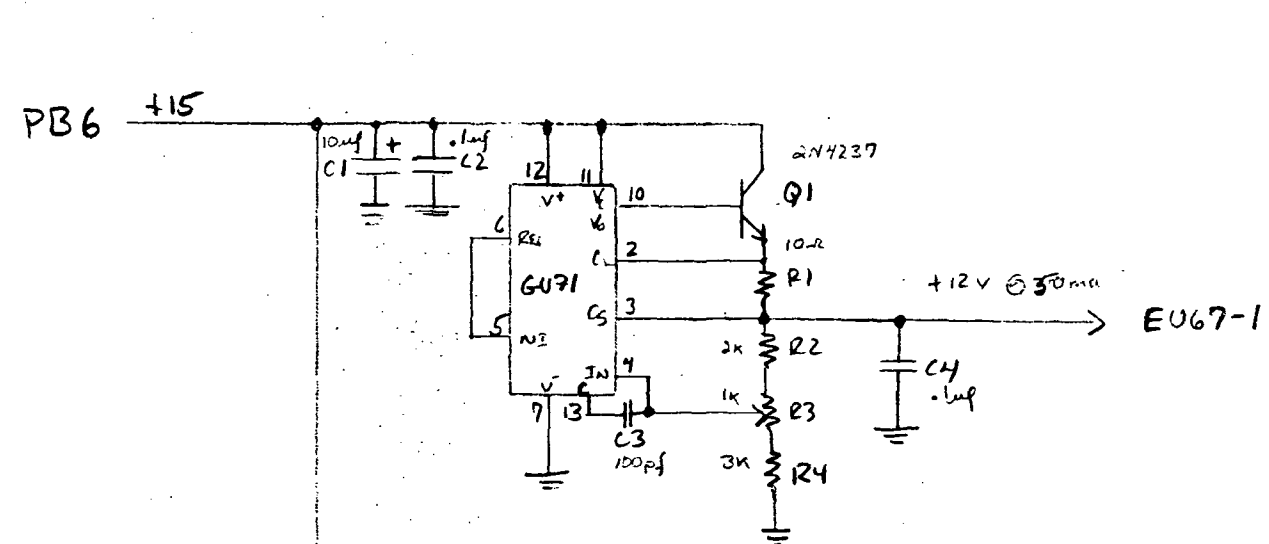 PB6
+15
10uf
+
C1
.1uf
C2
2N4237
Q1
12
11
V+
Vc
Vo
10
6
Ref
CL
2
10Ω
R1
GU71
+12V @ 50ma
EU67-1
CS
3
5
NI
2K
R2
IN
4
C4
.1uf
V-
C
7
13
C3
100pf
1K
R3
3K
R4